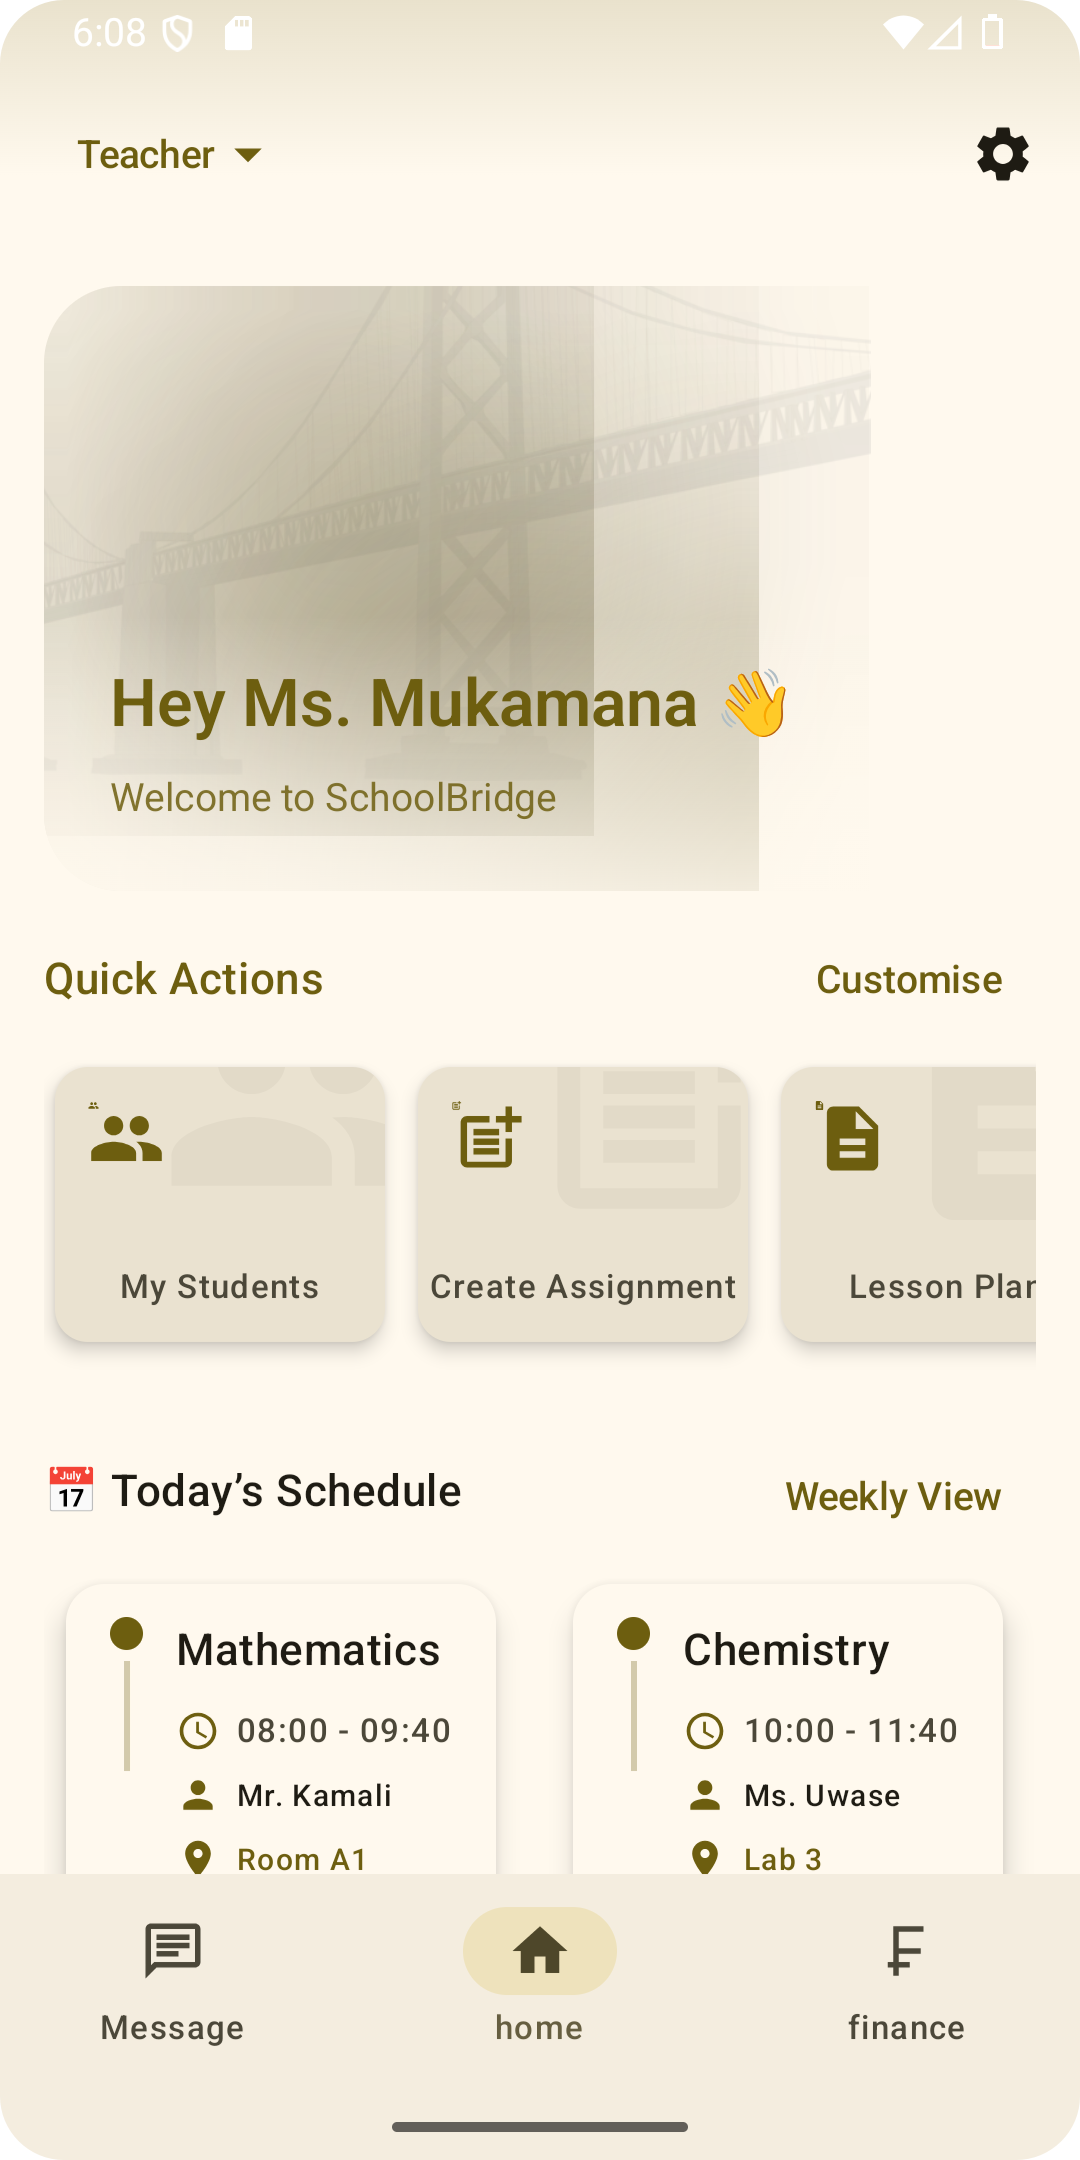 6:08
Teacher
Hey Ms. Mukamana 👋
Welcome to SchoolBridge
Quick Actions
Customise
My Students
Create Assignment
Lesson Plan
📅 Today’s Schedule
Weekly View
Mathematics
08:00 - 09:40
Mr. Kamali
Room A1
Chemistry
10:00 - 11:40
Ms. Uwase
Lab 3
Message
home
finance